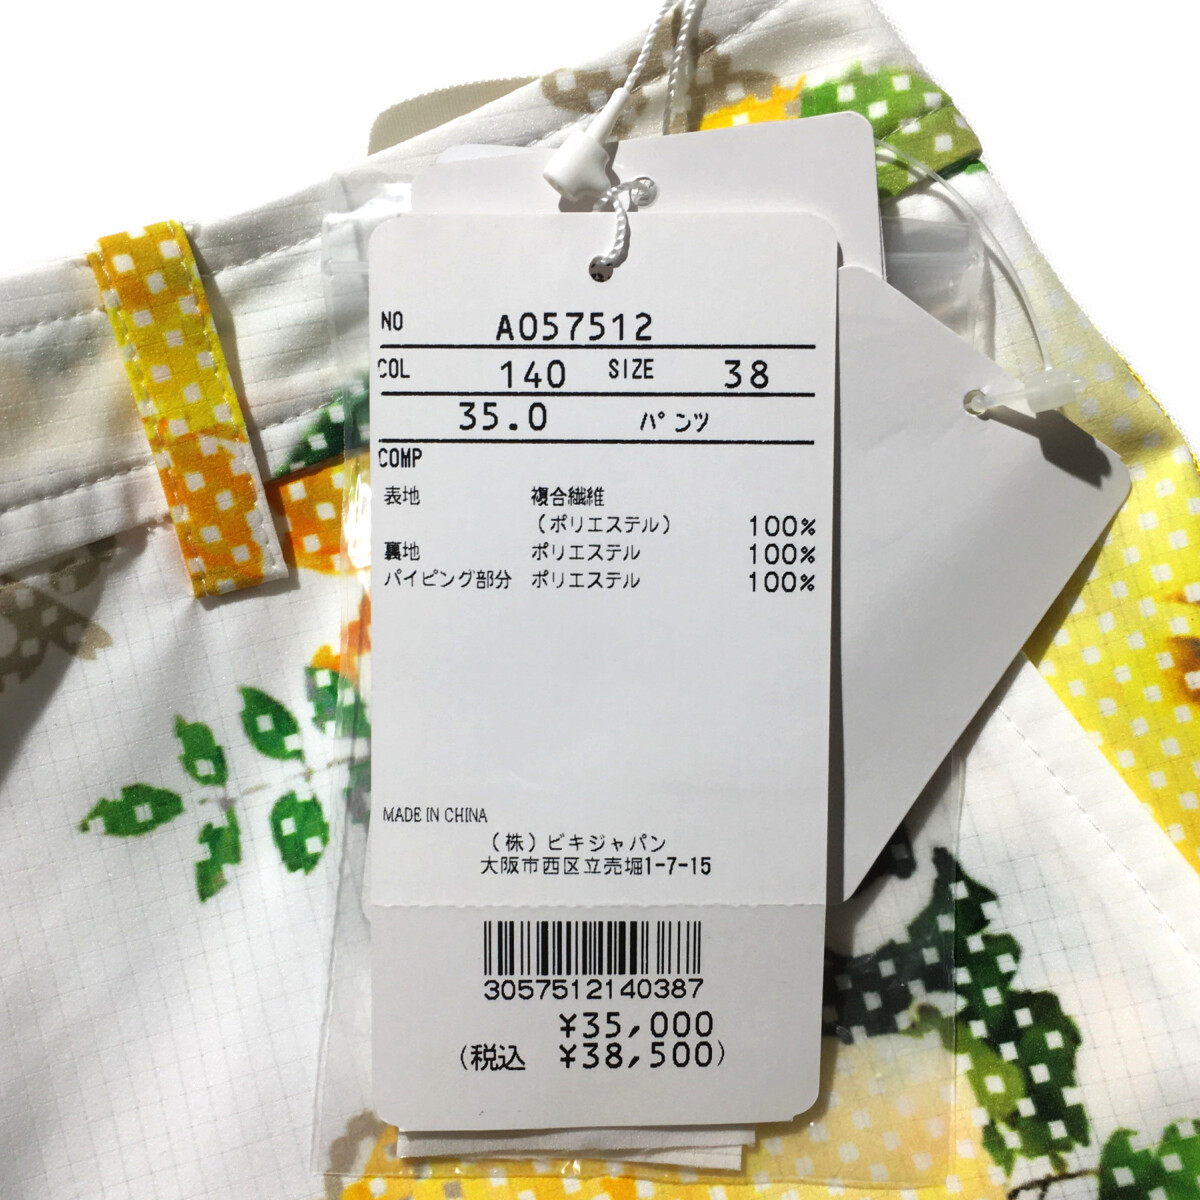 NO A057512
COL 140 SIZE 38
35.0 パンツ
COMP
表地 複合繊維
(ポリエステル) 100%
裏地 ポリエステル 100%
パイピング部分 ポリエステル 100%
MADE IN CHINA
(株)ビキジャパン
大阪市西区立売堀1-7-15
3057512140387
¥35,000
(税込 ¥38,500)